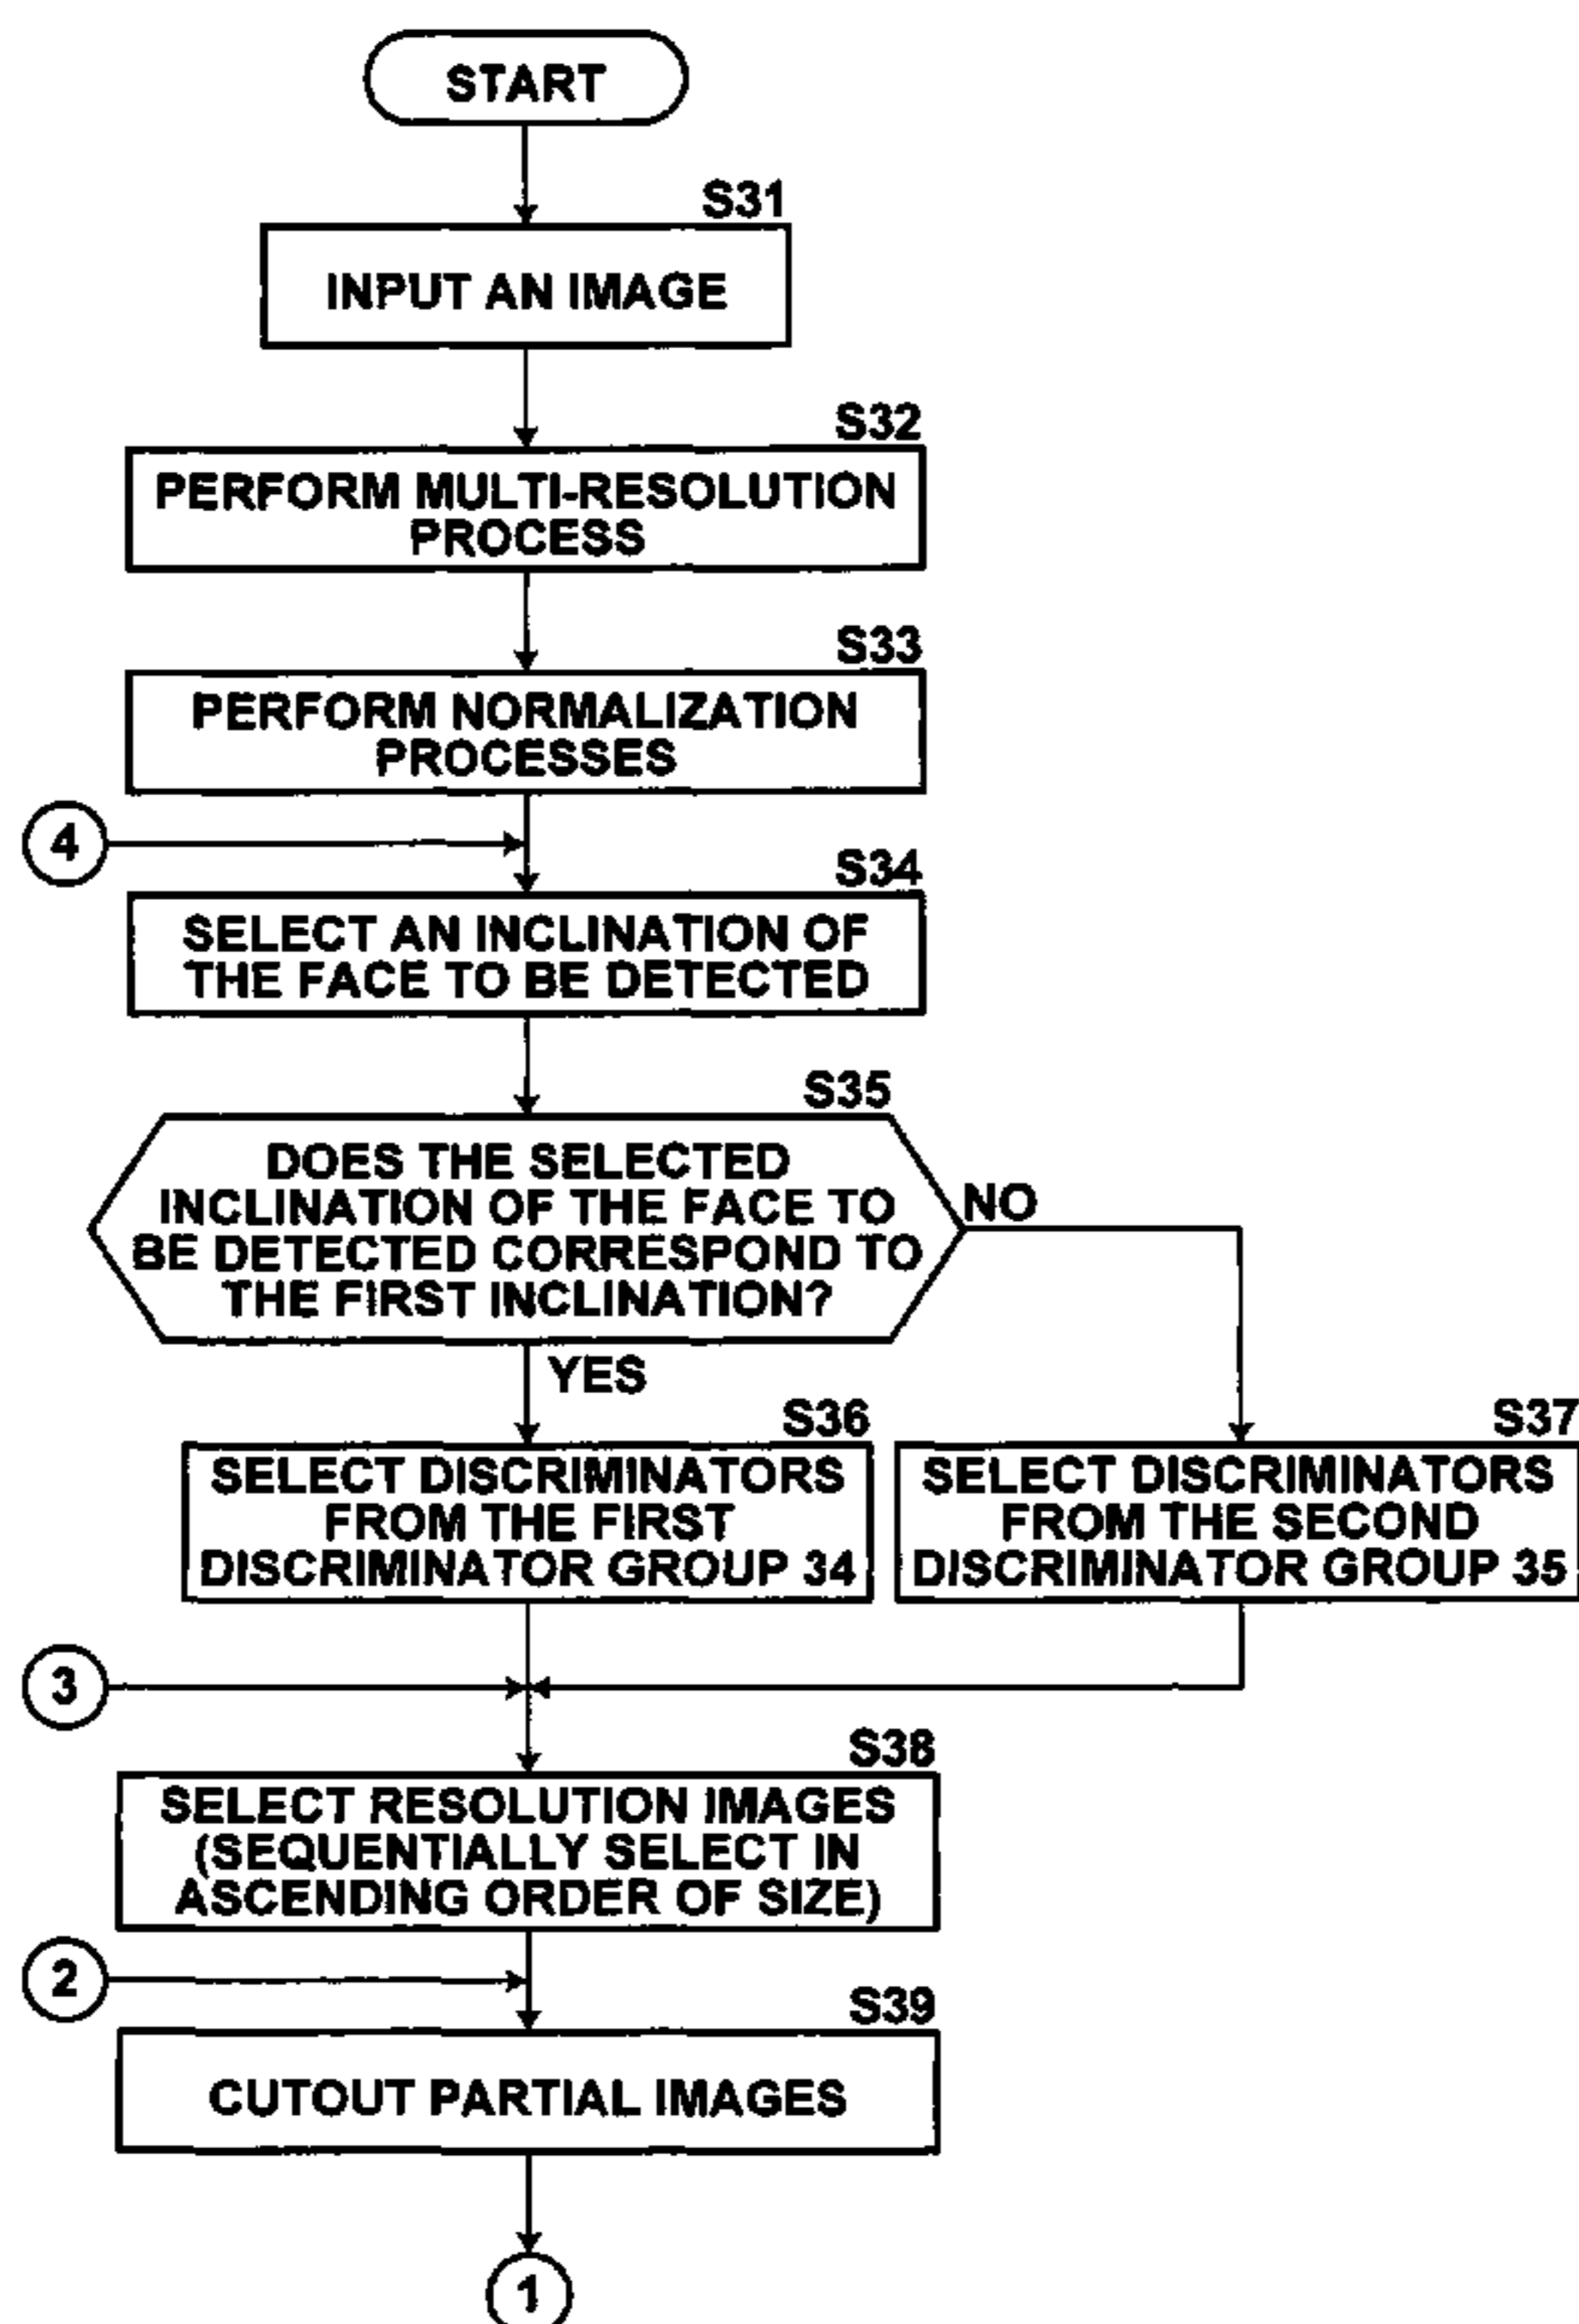 START
S31
INPUT AN IMAGE
S32
PERFORM MULTI-RESOLUTION
PROCESS
S33
PERFORM NORMALIZATION
PROCESSES
4
S34
SELECT AN INCLINATION OF
THE FACE TO BE DETECTED
S35
DOES THE SELECTED
INCLINATION OF THE FACE TO
BE DETECTED CORRESPOND TO
THE FIRST INCLINATION?
NO
YES
S36
SELECT DISCRIMINATORS
FROM THE FIRST
DISCRIMINATOR GROUP 34
S37
SELECT DISCRIMINATORS
FROM THE SECOND
DISCRIMINATOR GROUP 35
3
S38
SELECT RESOLUTION IMAGES
(SEQUENTIALLY SELECT IN
ASCENDING ORDER OF SIZE)
2
S39
CUTOUT PARTIAL IMAGES
1